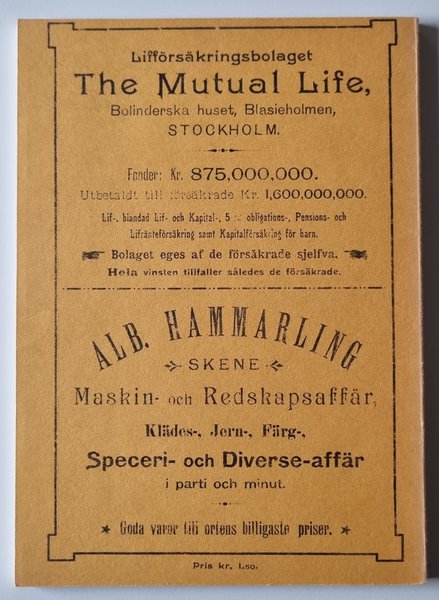 Lifförsäkringsbolaget
The Mutual Life,
Bolinderska huset, Blasieholmen,
STOCKHOLM.
Fonder: Kr. 875,000,000.
Utbetaldt till försäkrade Kr. 1,600,000,000.
Lif-, blandad Lif- och Kapital-, 5 % obligations-, Pensions- och
Lifränteförsäkring samt Kapitalförsäkring för barn.
Bolaget eges af de försäkrade sjelfva.
Hela vinsten tillfaller således de försäkrade.
ALB. HAMMARLING
SKENE
Maskin- och Redskapsaffär,
Klädes-, Jern-, Färg-,
Speceri- och Diverse-affär
i parti och minut.
Goda varor till ortens billigaste priser.
Pris kr. 1.50.